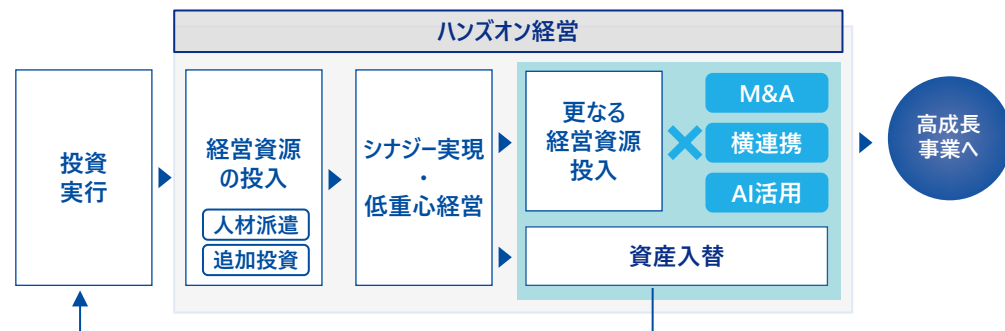 ハンズオン経営
投資
実行
経営資源
の投入
人材派遣
追加投資
シナジー実現
・
低重心経営
更なる
経営資源
投入
M&A
横連携
AI活用
資産入替
高成長
事業へ